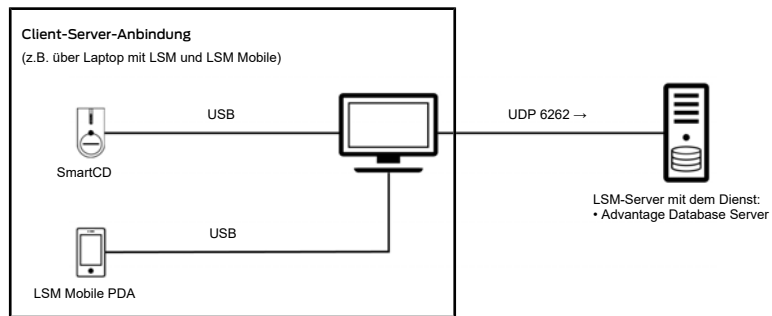 Client-Server-Anbindung
(z.B. über Laptop mit LSM und LSM Mobile)
USB
UDP 6262 →
SmartCD
LSM-Server mit dem Dienst:
• Advantage Database Server
USB
LSM Mobile PDA